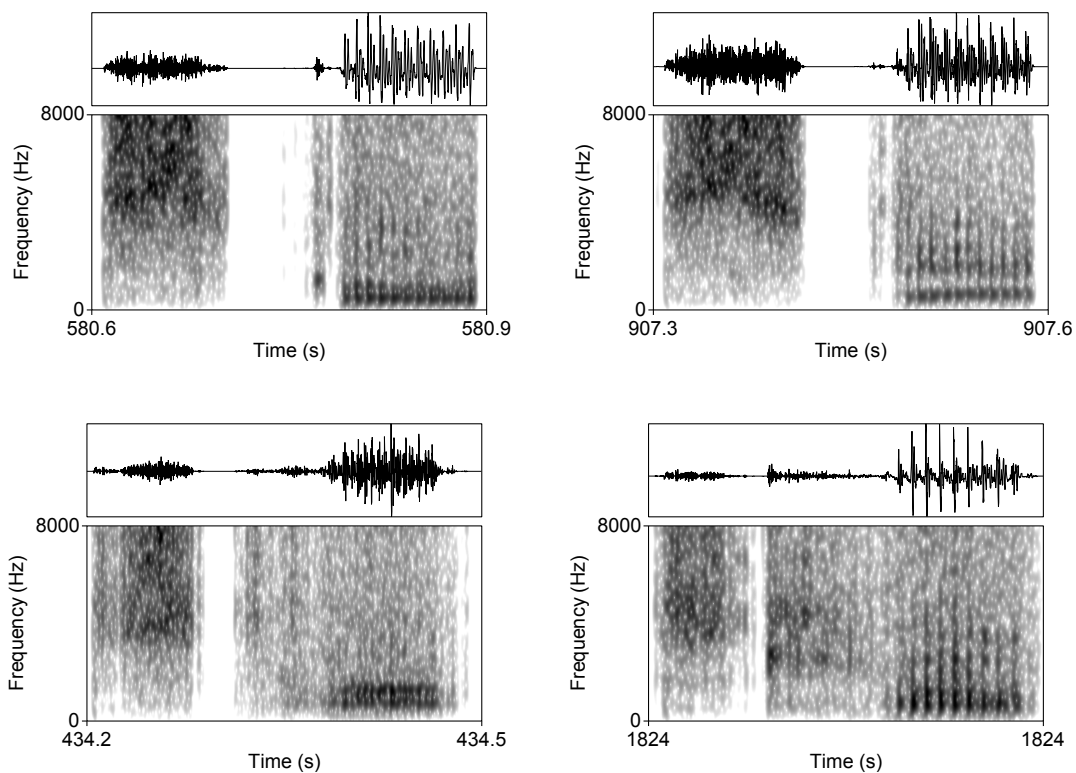 8000
Frequency (Hz)
0
580.6
580.9
Time (s)
8000
Frequency (Hz)
0
907.3
907.6
Time (s)
8000
Frequency (Hz)
0
434.2
434.5
Time (s)
8000
Frequency (Hz)
0
1824
1824
Time (s)